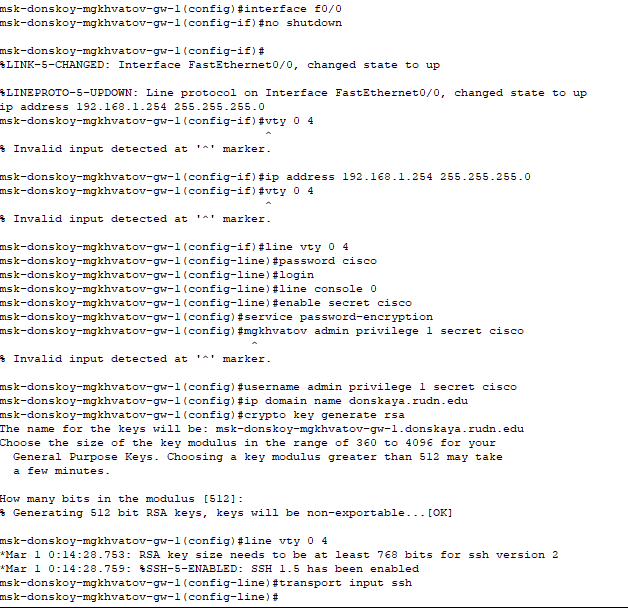 msk-donskoy-mgkhvatov-gw-1(config)#interface f0/0
msk-donskoy-mgkhvatov-gw-1(config-if)#no shutdown
msk-donskoy-mgkhvatov-gw-1(config-if)#
%LINK-5-CHANGED: Interface FastEthernet0/0, changed state to up
%LINEPROTO-5-UPDOWN: Line protocol on Interface FastEthernet0/0, changed state to up
ip address 192.168.1.254 255.255.255.0
msk-donskoy-mgkhvatov-gw-1(config-if)#vty 0 4
^
% Invalid input detected at '^' marker.
msk-donskoy-mgkhvatov-gw-1(config-if)#ip address 192.168.1.254 255.255.255.0
msk-donskoy-mgkhvatov-gw-1(config-if)#vty 0 4
^
% Invalid input detected at '^' marker.
msk-donskoy-mgkhvatov-gw-1(config-if)#line vty 0 4
msk-donskoy-mgkhvatov-gw-1(config-line)#password cisco
msk-donskoy-mgkhvatov-gw-1(config-line)#login
msk-donskoy-mgkhvatov-gw-1(config-line)#line console 0
msk-donskoy-mgkhvatov-gw-1(config-line)#enable secret cisco
msk-donskoy-mgkhvatov-gw-1(config)#service password-encryption
msk-donskoy-mgkhvatov-gw-1(config)#mgkhvatov admin privilege 1 secret cisco
^
% Invalid input detected at '^' marker.
msk-donskoy-mgkhvatov-gw-1(config)#username admin privilege 1 secret cisco
msk-donskoy-mgkhvatov-gw-1(config)#ip domain name donskaya.rudn.edu
msk-donskoy-mgkhvatov-gw-1(config)#crypto key generate rsa
The name for the keys will be: msk-donskoy-mgkhvatov-gw-1.donskaya.rudn.edu
Choose the size of the key modulus in the range of 360 to 4096 for your
General Purpose Keys. Choosing a key modulus greater than 512 may take
a few minutes.
How many bits in the modulus [512]:
% Generating 512 bit RSA keys, keys will be non-exportable...[OK]
msk-donskoy-mgkhvatov-gw-1(config)#line vty 0 4
*Mar 1 0:14:28.753: RSA key size needs to be at least 768 bits for ssh version 2
*Mar 1 0:14:28.759: %SSH-5-ENABLED: SSH 1.5 has been enabled
msk-donskoy-mgkhvatov-gw-1(config-line)#transport input ssh
msk-donskoy-mgkhvatov-gw-1(config-line)#